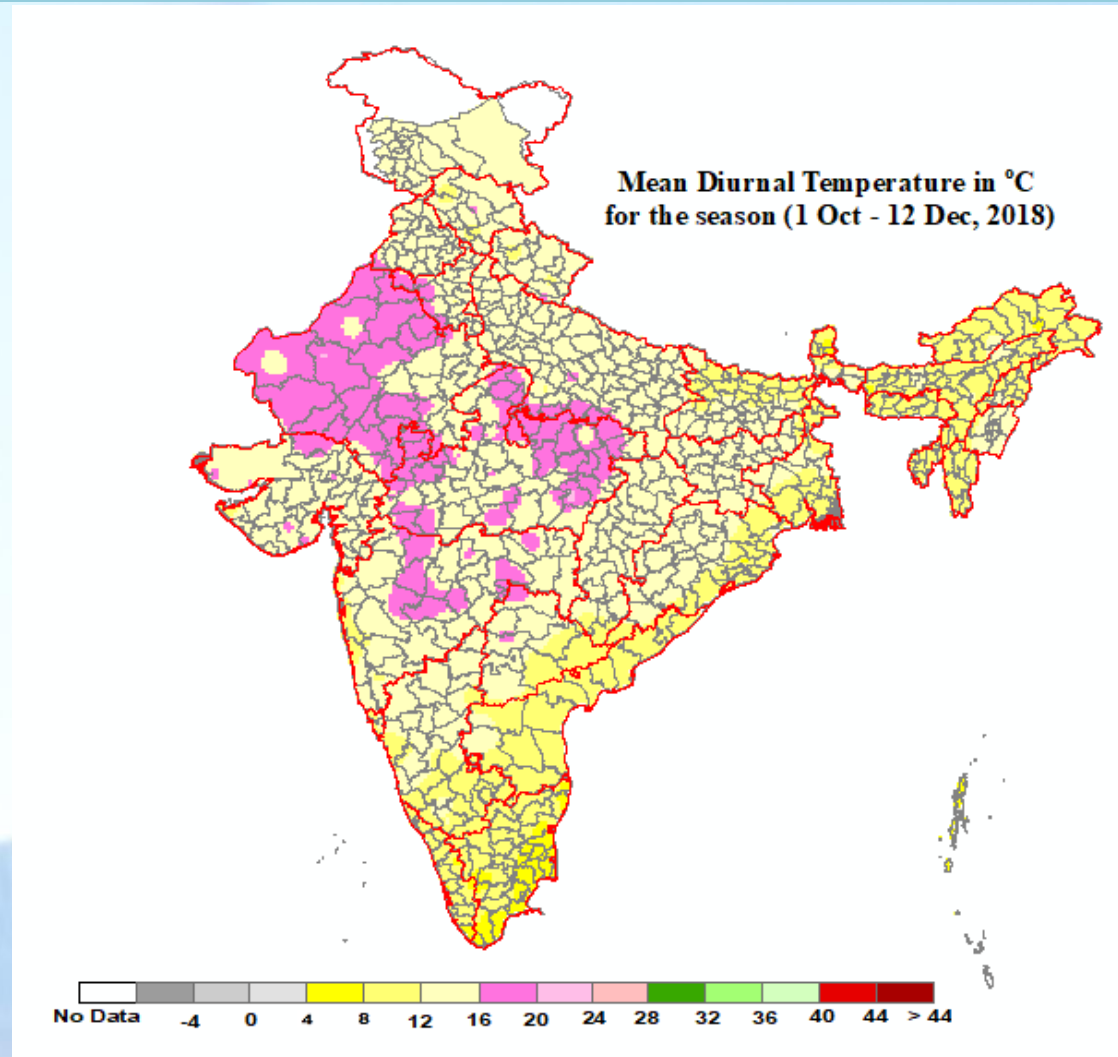 Mean Diurnal Temperature in °C
for the season (1 Oct - 12 Dec, 2018)
No Data -4 0 4 8 12 16 20 24 28 32 36 40 44 > 44